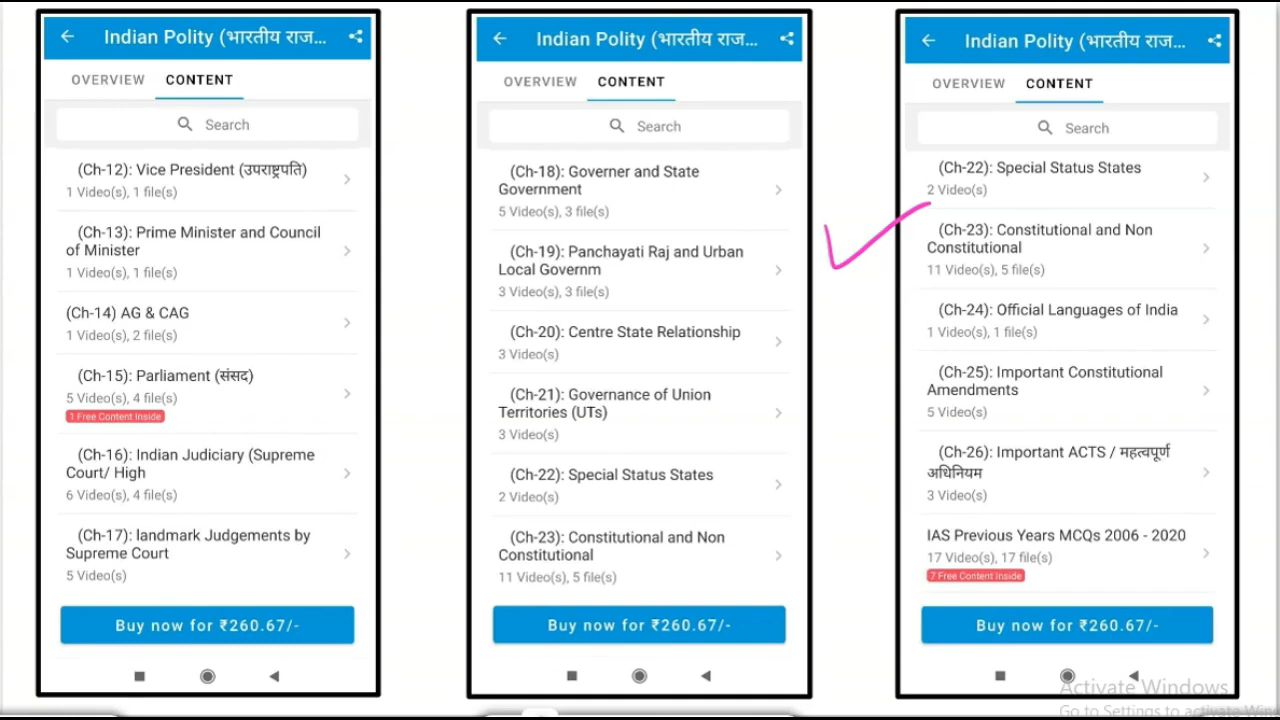 Indian Polity (भारतीय राज...
OVERVIEW CONTENT
Search
(Ch-12): Vice President (उपराष्ट्रपति)
1 Video(s), 1 file(s)
(Ch-13): Prime Minister and Council
of Minister
1 Video(s), 1 file(s)
(Ch-14) AG & CAG
1 Video(s), 2 file(s)
(Ch-15): Parliament (संसद)
5 Video(s), 4 file(s)
1 Free Content Inside
(Ch-16): Indian Judiciary (Supreme
Court/ High
6 Video(s), 4 file(s)
(Ch-17): landmark Judgements by
Supreme Court
5 Video(s)
Buy now for ₹260.67/-
Indian Polity (भारतीय राज...
OVERVIEW CONTENT
Search
(Ch-18): Governer and State
Government
5 Video(s), 3 file(s)
(Ch-19): Panchayati Raj and Urban
Local Governm
3 Video(s), 3 file(s)
(Ch-20): Centre State Relationship
3 Video(s)
(Ch-21): Governance of Union
Territories (UTs)
3 Video(s)
(Ch-22): Special Status States
2 Video(s)
(Ch-23): Constitutional and Non
Constitutional
11 Video(s), 5 file(s)
Buy now for ₹260.67/-
Indian Polity (भारतीय राज...
OVERVIEW CONTENT
Search
(Ch-22): Special Status States
2 Video(s)
(Ch-23): Constitutional and Non
Constitutional
11 Video(s), 5 file(s)
(Ch-24): Official Languages of India
1 Video(s), 1 file(s)
(Ch-25): Important Constitutional
Amendments
5 Video(s)
(Ch-26): Important ACTS / महत्वपूर्ण
अधिनियम
3 Video(s)
IAS Previous Years MCQs 2006 - 2020
17 Video(s), 17 file(s)
7 Free Content Inside
Buy now for ₹260.67/-
Activate Windows
Go to Settings to activate